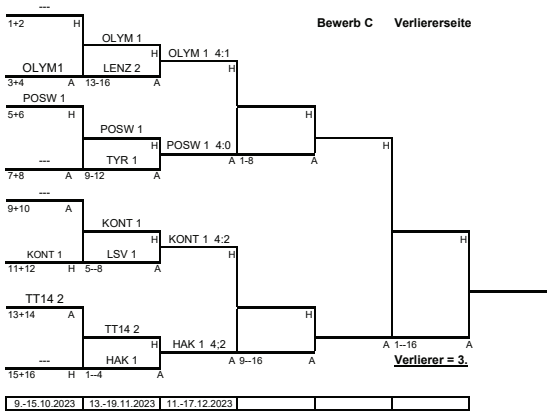 ---
1+2 H
Bewerb C Verliererseite
OLYM 1
H OLYM 1 4:1
OLYM1 LENZ 2 H
3+4 A 13-16 A
POSW 1
5+6 H H
POSW 1
H POSW 1 4:0 H
--- TYR 1
7+8 A 9-12 A A 1-8 A
---
9+10 A
KONT 1
H KONT 1 4:2 H
KONT 1 LSV 1 H
11+12 H 5--8 A
TT14 2
13+14 A H
TT14 2
H HAK 1 4;2
--- HAK 1 A 9--16 A A 1--16 A
15+16 H 1--4 A Verlierer = 3.
9.-15.10.2023 13.-19.11.2023 11.-17.12.2023